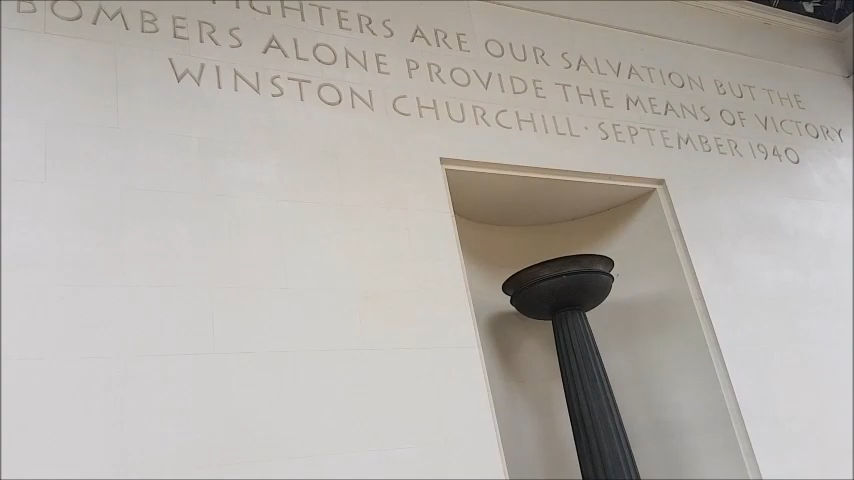 FIGHTERS ARE OUR SALVATION BUT THE
BOMBERS ALONE PROVIDE THE MEANS OF VICTORY
WINSTON CHURCHILL · SEPTEMBER 1940